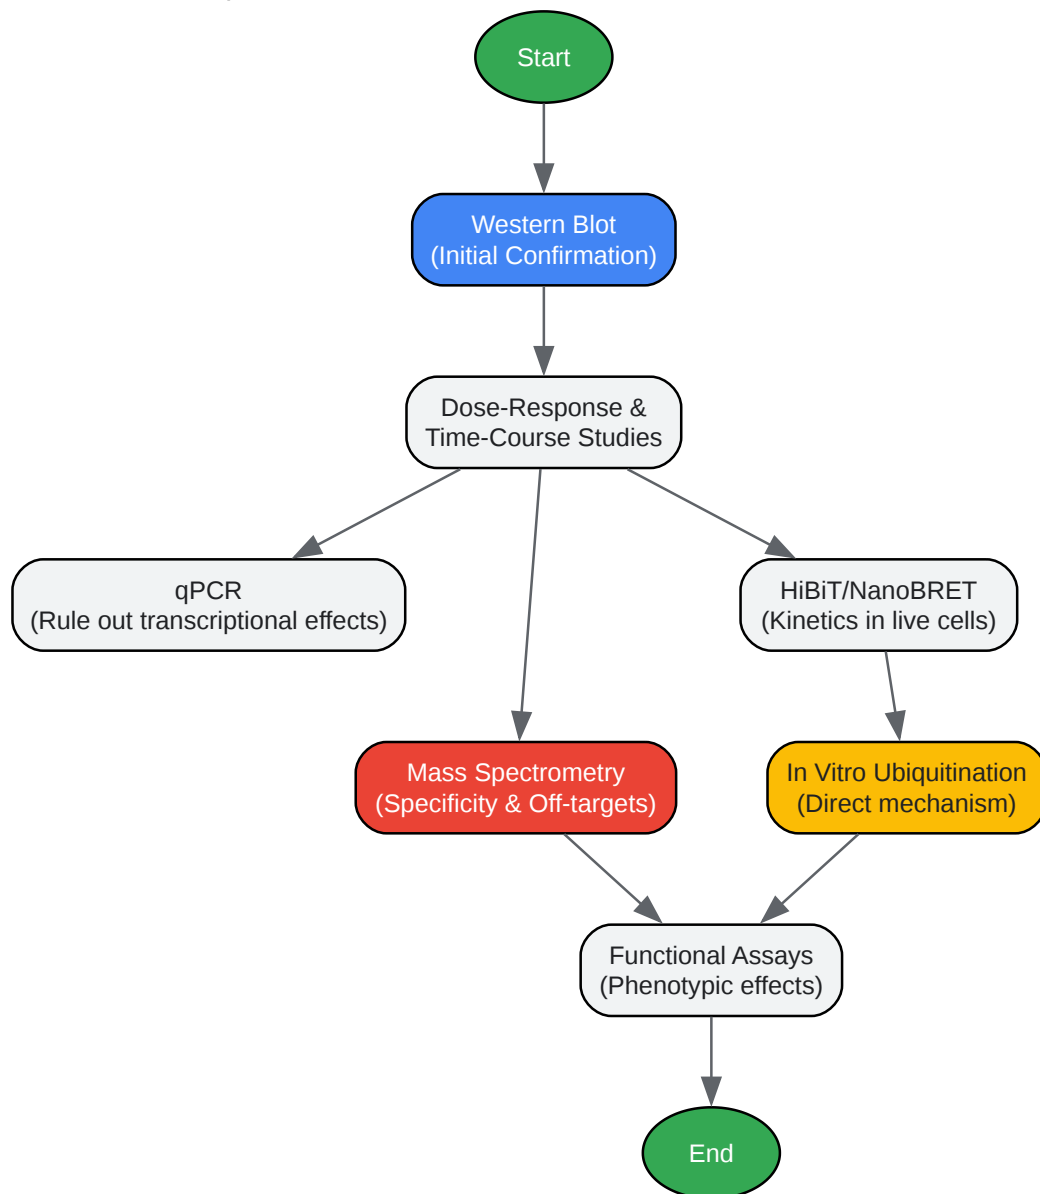 Start
Western Blot
(Initial Confirmation)
Dose-Response &
Time-Course Studies
qPCR
(Rule out transcriptional effects)
HiBiT/NanoBRET
(Kinetics in live cells)
Mass Spectrometry
(Specificity & Off-targets)
In Vitro Ubiquitination
(Direct mechanism)
Functional Assays
(Phenotypic effects)
End